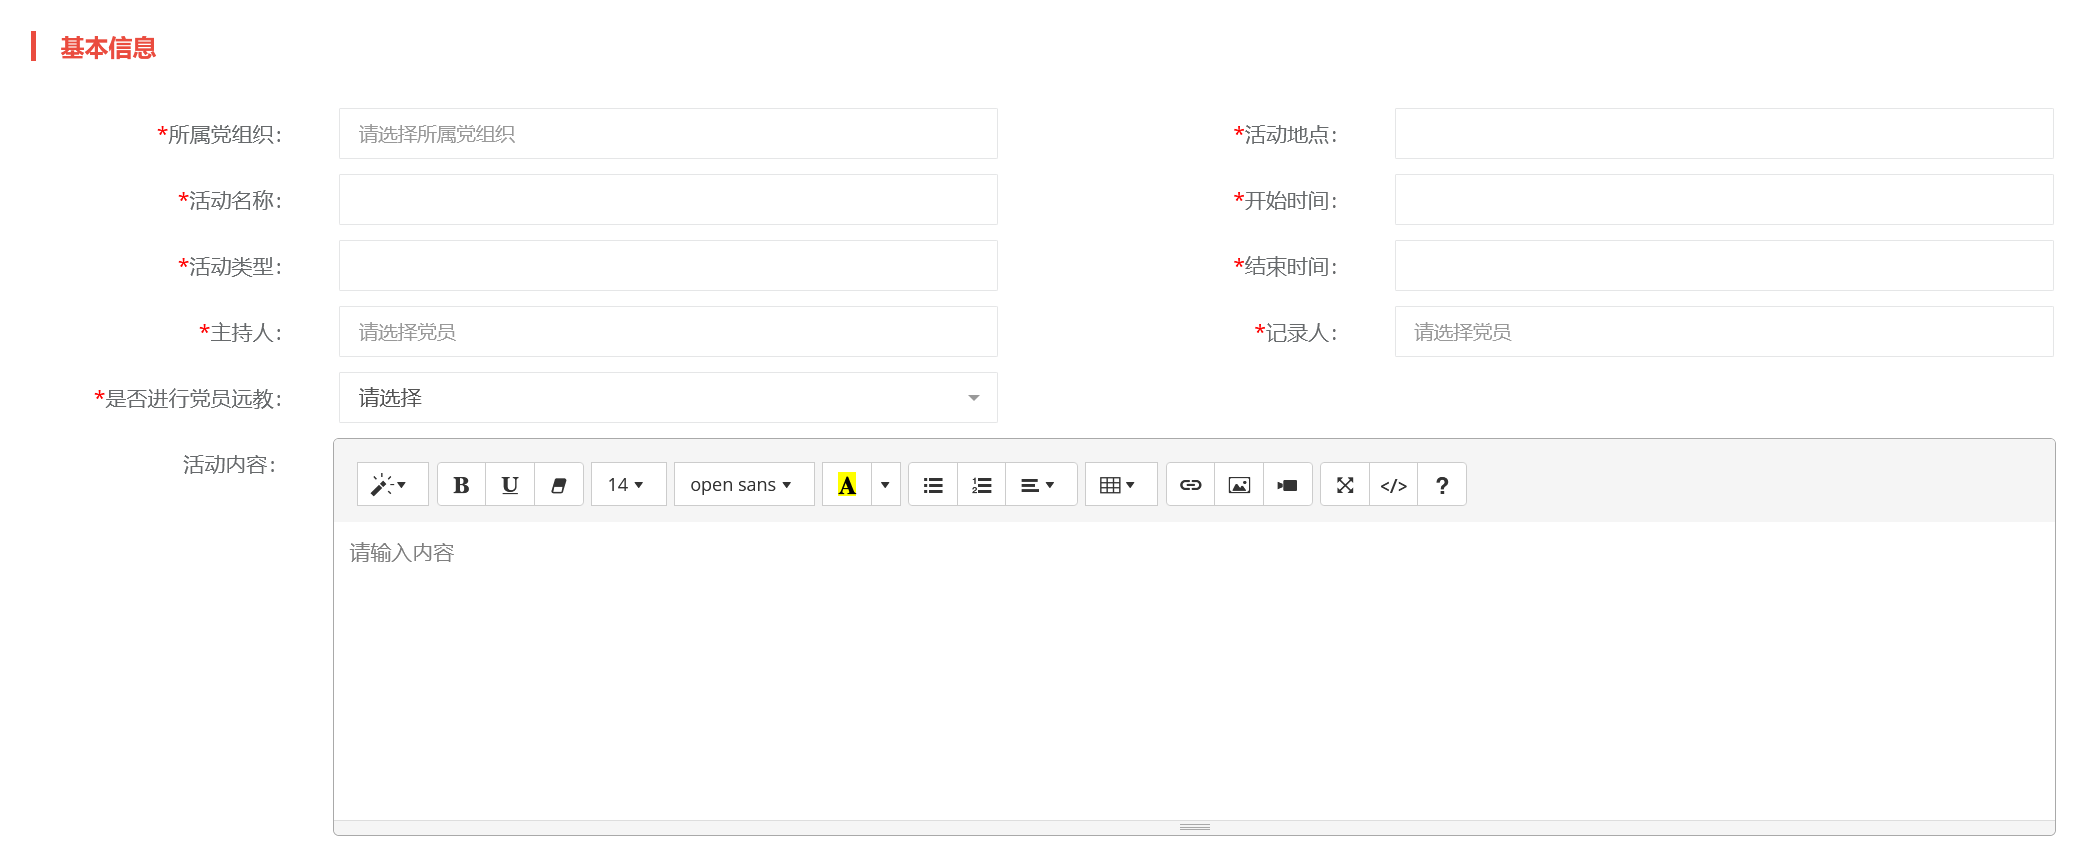 基本信息
*所属党组织: 请选择所属党组织 *活动地点:
*活动名称: *开始时间:
*活动类型: *结束时间:
*主持人: 请选择党员 *记录人: 请选择党员
*是否进行党员远教: 请选择
活动内容:
B U 14 open sans A </> ?
请输入内容